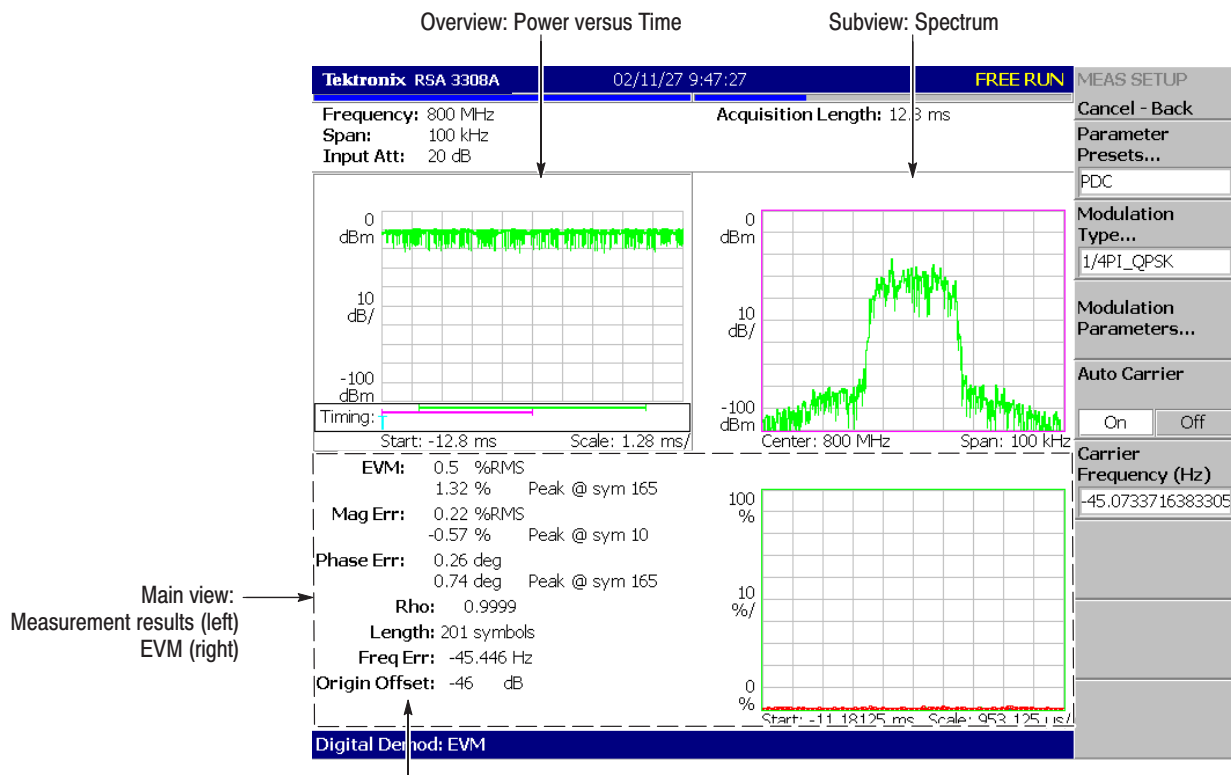 Overview: Power versus Time
Subview: Spectrum
Tektronix RSA 3308A 02/11/27 9:47:27 FREE RUN
Frequency: 800 MHz
Span: 100 kHz
Input Att: 20 dB
Acquisition Length: 12.8 ms
0
dBm
10
dB/
-100
dBm
Timing:
T
Start: -12.8 ms Scale: 1.28 ms/
0
dBm
10
dB/
-100
dBm
Center: 800 MHz Span: 100 kHz
EVM: 0.5 %RMS
1.32 % Peak @ sym 165
Mag Err: 0.22 %RMS
-0.57 % Peak @ sym 10
Phase Err: 0.26 deg
0.74 deg Peak @ sym 165
Rho: 0.9999
Length: 201 symbols
Freq Err: -45.446 Hz
Origin Offset: -46 dB
100
%
10
%/
0
%
Start: -11.18125 ms Scale: 953.125 us/
Digital Demod: EVM
Main view:
Measurement results (left)
EVM (right)
MEAS SETUP
Cancel - Back
Parameter
Presets...
PDC
Modulation
Type...
1/4PI_QPSK
Modulation
Parameters...
Auto Carrier
On Off
Carrier
Frequency (Hz)
-45.0733716383305